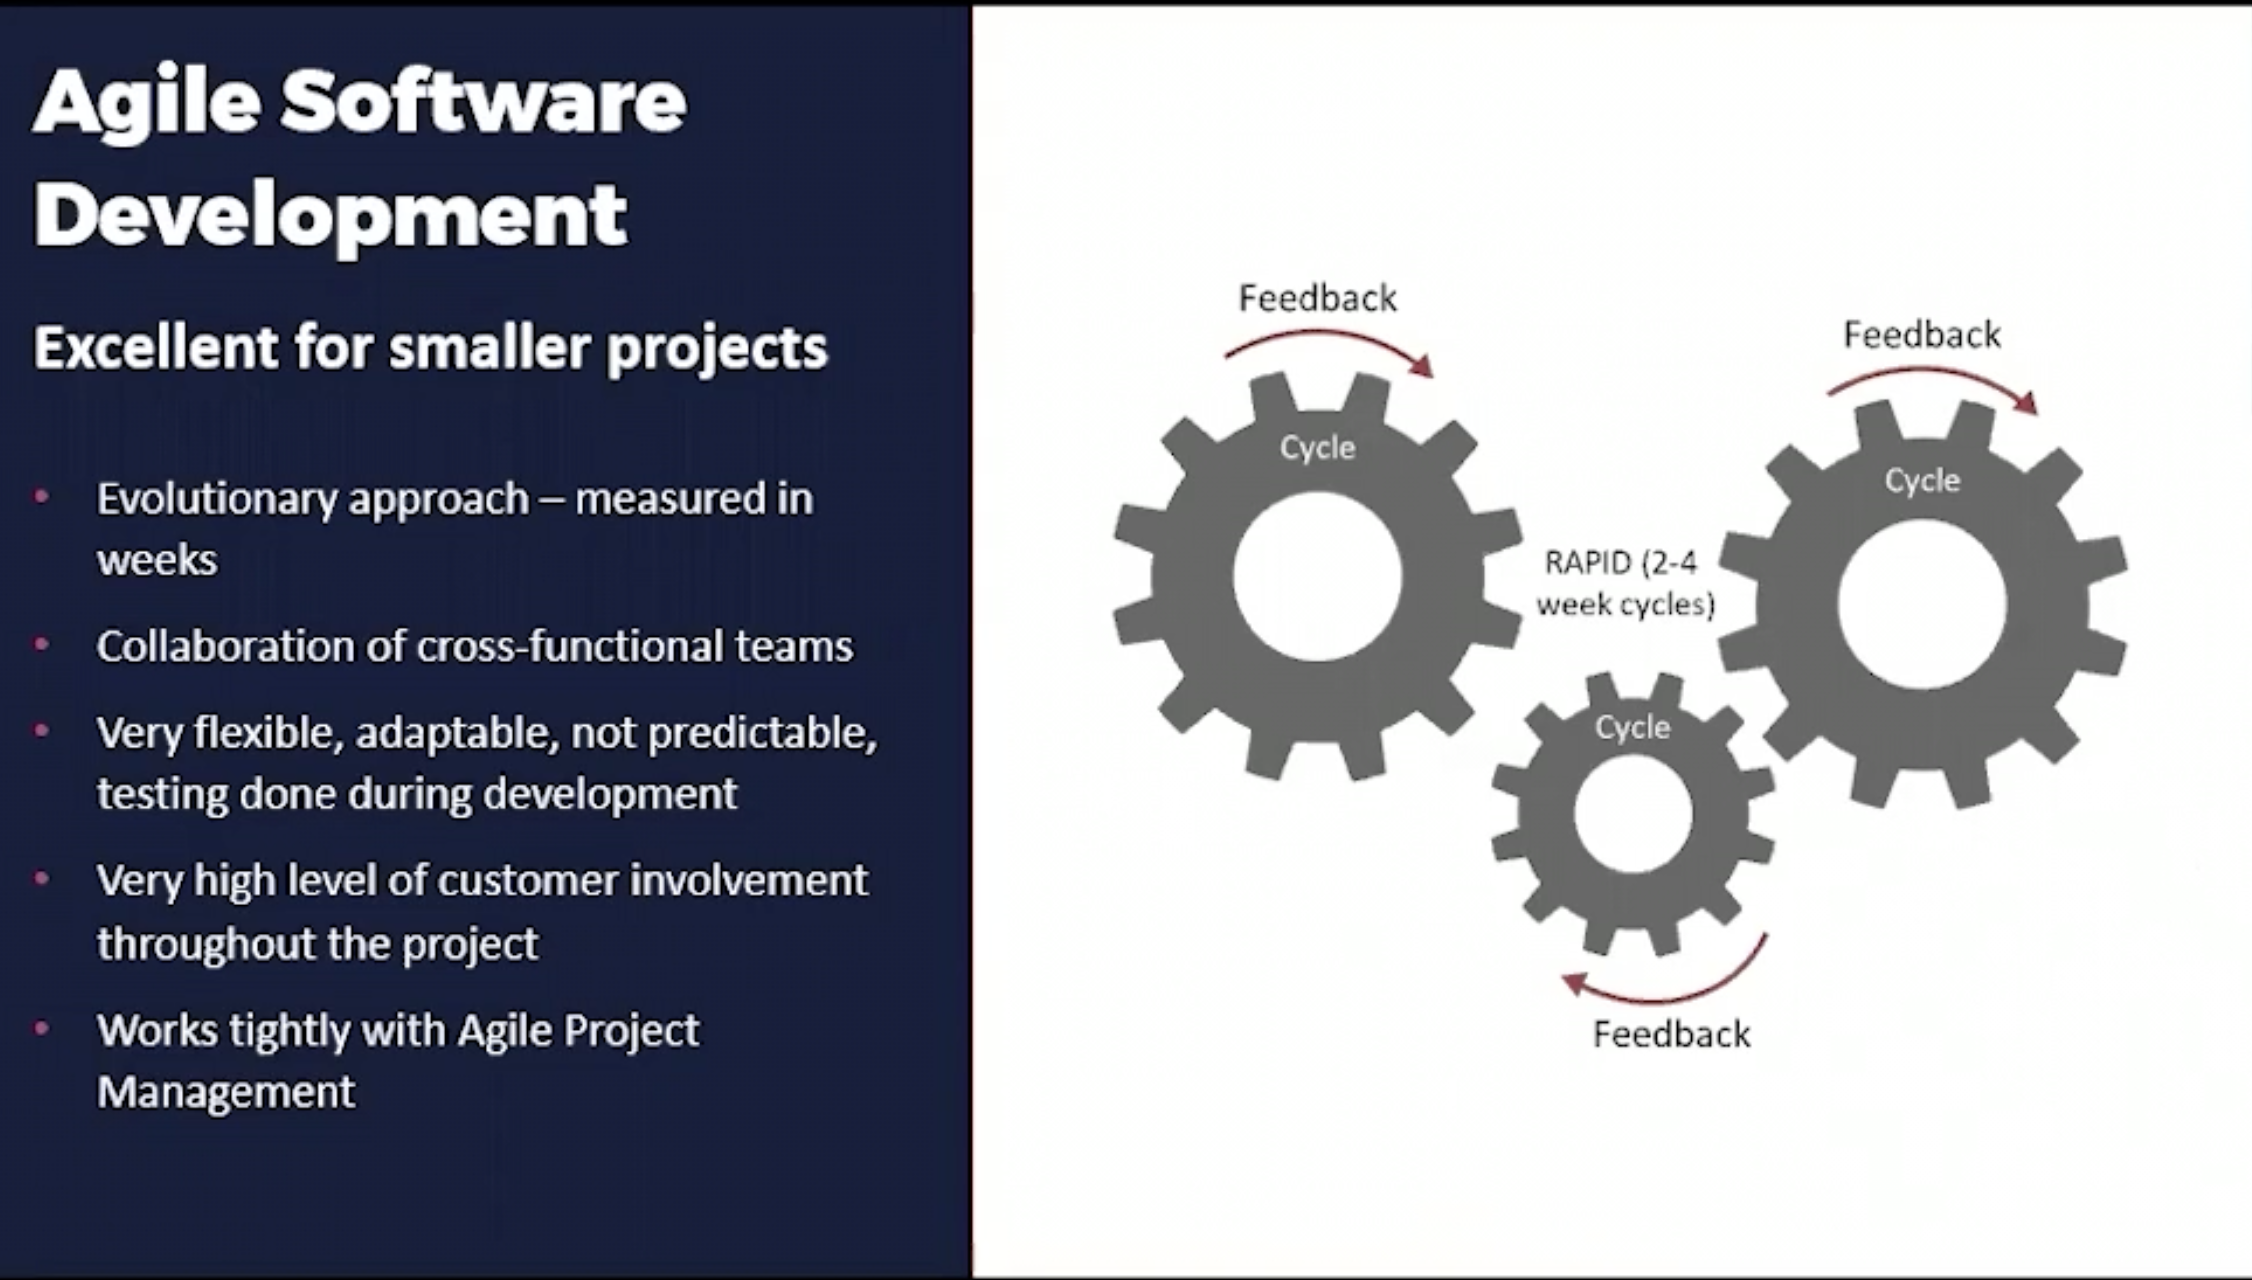 Agile Software
Development
Excellent for smaller projects
• Evolutionary approach – measured in
weeks
• Collaboration of cross-functional teams
• Very flexible, adaptable, not predictable,
testing done during development
• Very high level of customer involvement
throughout the project
• Works tightly with Agile Project
Management
Feedback
Cycle
Feedback
Cycle
RAPID (2-4
week cycles)
Cycle
Feedback